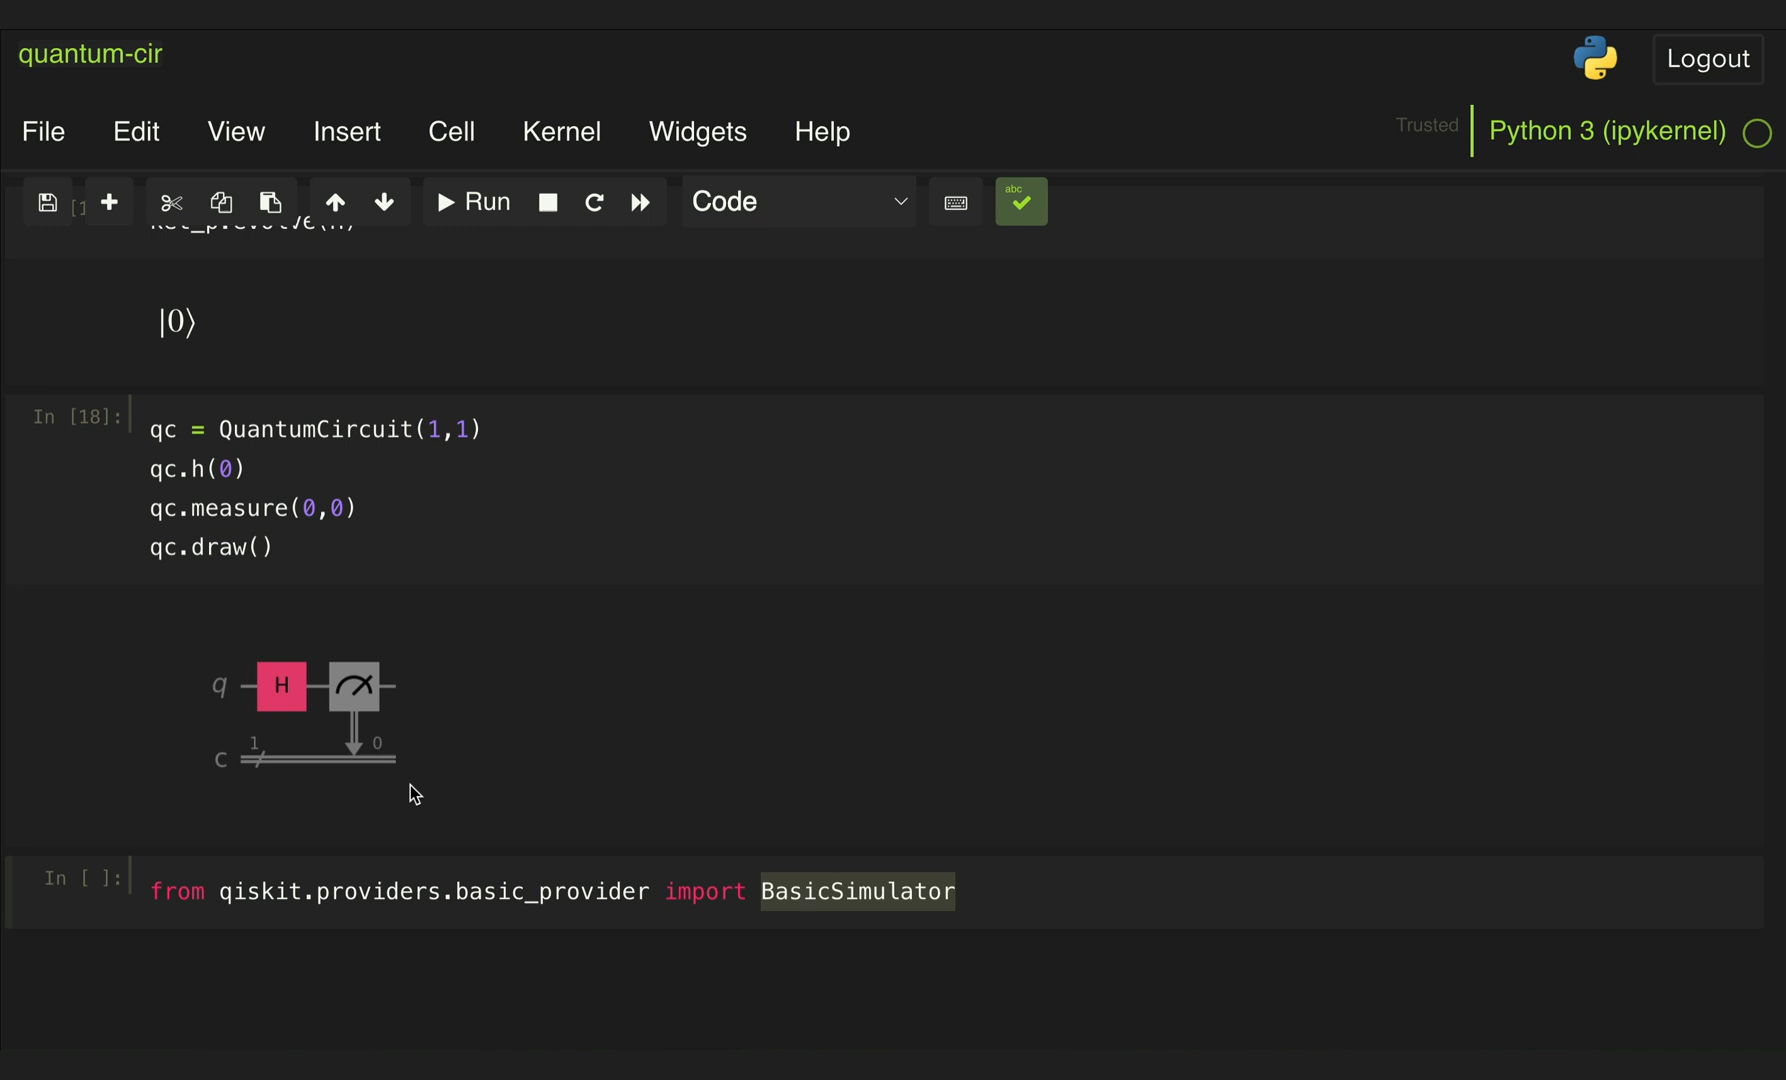 quantum-cir
Logout
File Edit View Insert Cell Kernel Widgets Help
Trusted Python 3 (ipykernel)
[1 Run Code abc
|0⟩
In [18]:
qc = QuantumCircuit(1,1)
qc.h(0)
qc.measure(0,0)
qc.draw()
q H
1 0
c
In [ ]: from qiskit.providers.basic_provider import BasicSimulator